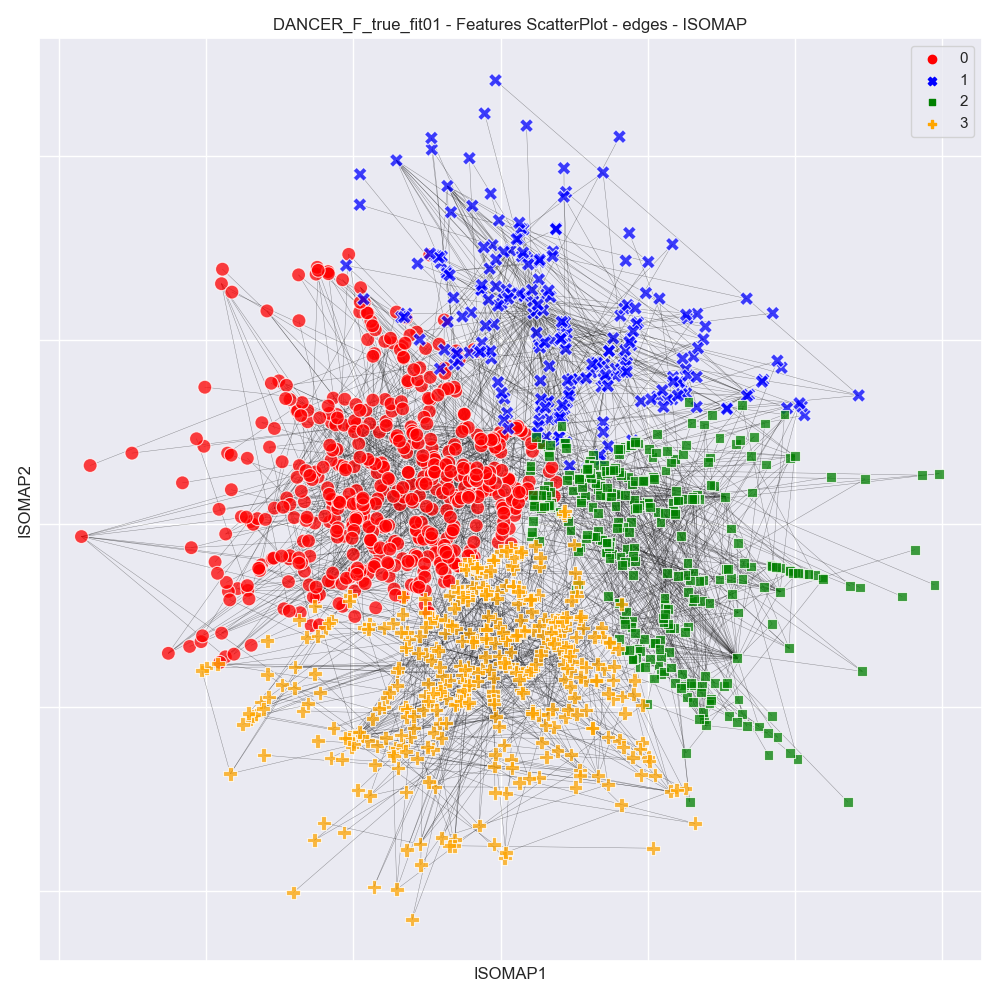 DANCER_F_true_fit01 - Features ScatterPlot - edges - ISOMAP
0
1
2
3
ISOMAP2
ISOMAP1